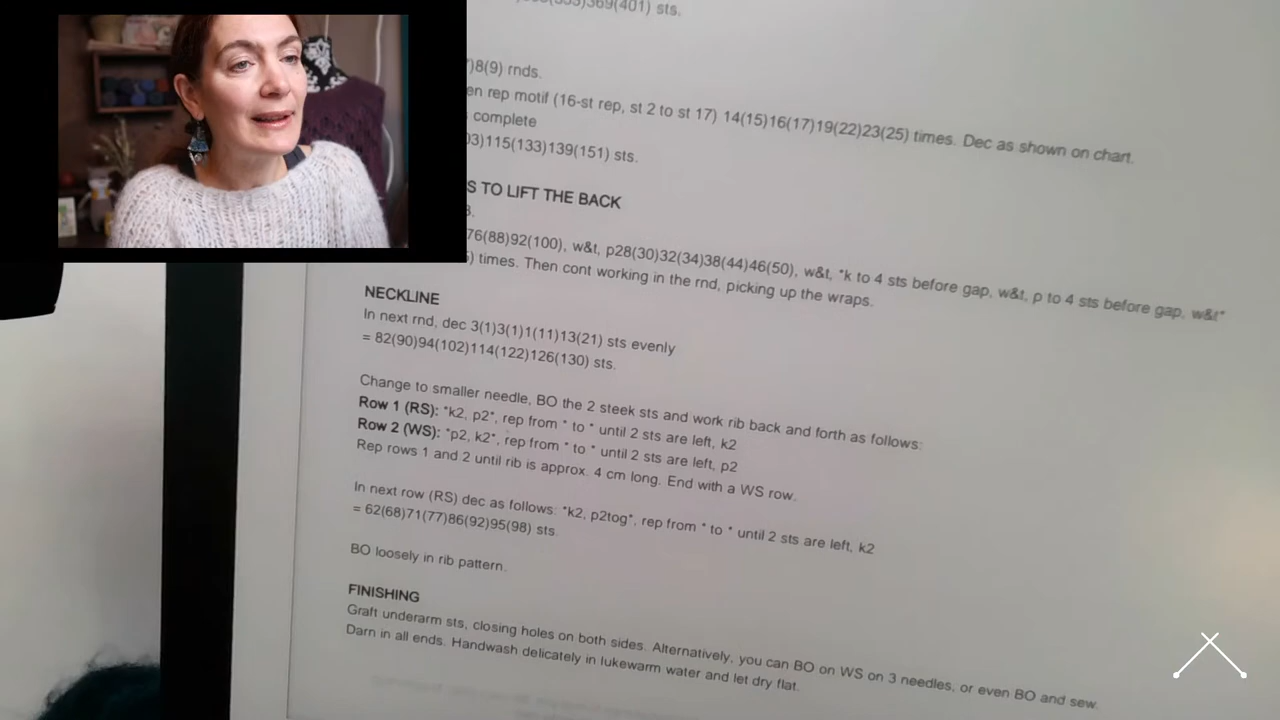 369(401) sts.
8(9) rnds.
en rep motif (16-st rep, st 2 to st 17) 14(15)16(17)19(22)23(25) times. Dec as shown on chart.
complete
)115(133)139(151) sts.
S TO LIFT THE BACK
76(88)92(100), w&t, p28(30)32(34)38(44)46(50), w&t, *k to 4 sts before gap, w&t, p to 4 sts before gap, w&t*
) times. Then cont working in the rnd, picking up the wraps.
NECKLINE
In next rnd, dec 3(1)3(1)1(11)13(21) sts evenly
= 82(90)94(102)114(122)126(130) sts.
Change to smaller needle, BO the 2 steek sts and work rib back and forth as follows:
Row 1 (RS): *k2, p2*, rep from * to * until 2 sts are left, k2
Row 2 (WS): *p2, k2*, rep from * to * until 2 sts are left, p2
Rep rows 1 and 2 until rib is approx. 4 cm long. End with a WS row.
In next row (RS) dec as follows: *k2, p2tog*, rep from * to * until 2 sts are left, k2
= 62(68)71(77)86(92)95(98) sts.
BO loosely in rib pattern.
FINISHING
Graft underarm sts, closing holes on both sides. Alternatively, you can BO on WS on 3 needles, or even BO and sew.
Darn in all ends. Handwash delicately in lukewarm water and let dry flat.